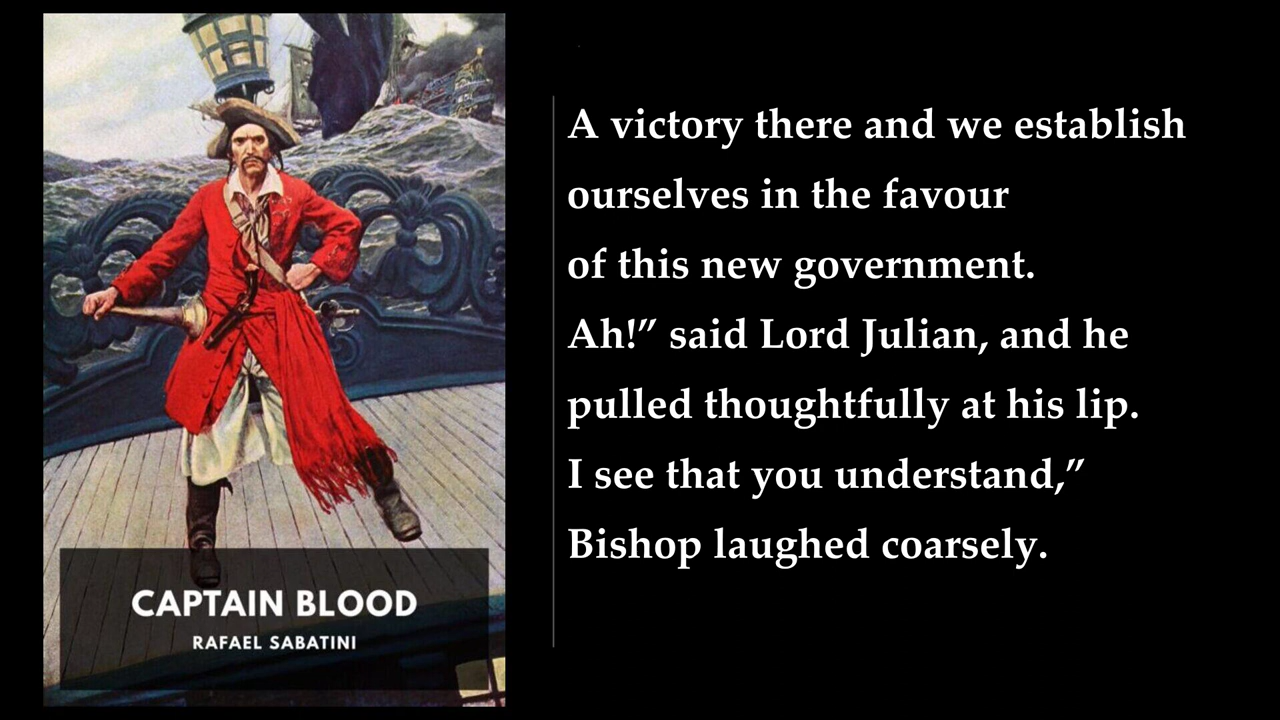 A victory there and we establish
ourselves in the favour
of this new government.
Ah!” said Lord Julian, and he
pulled thoughtfully at his lip.
I see that you understand,”
Bishop laughed coarsely.
CAPTAIN BLOOD
RAFAEL SABATINI